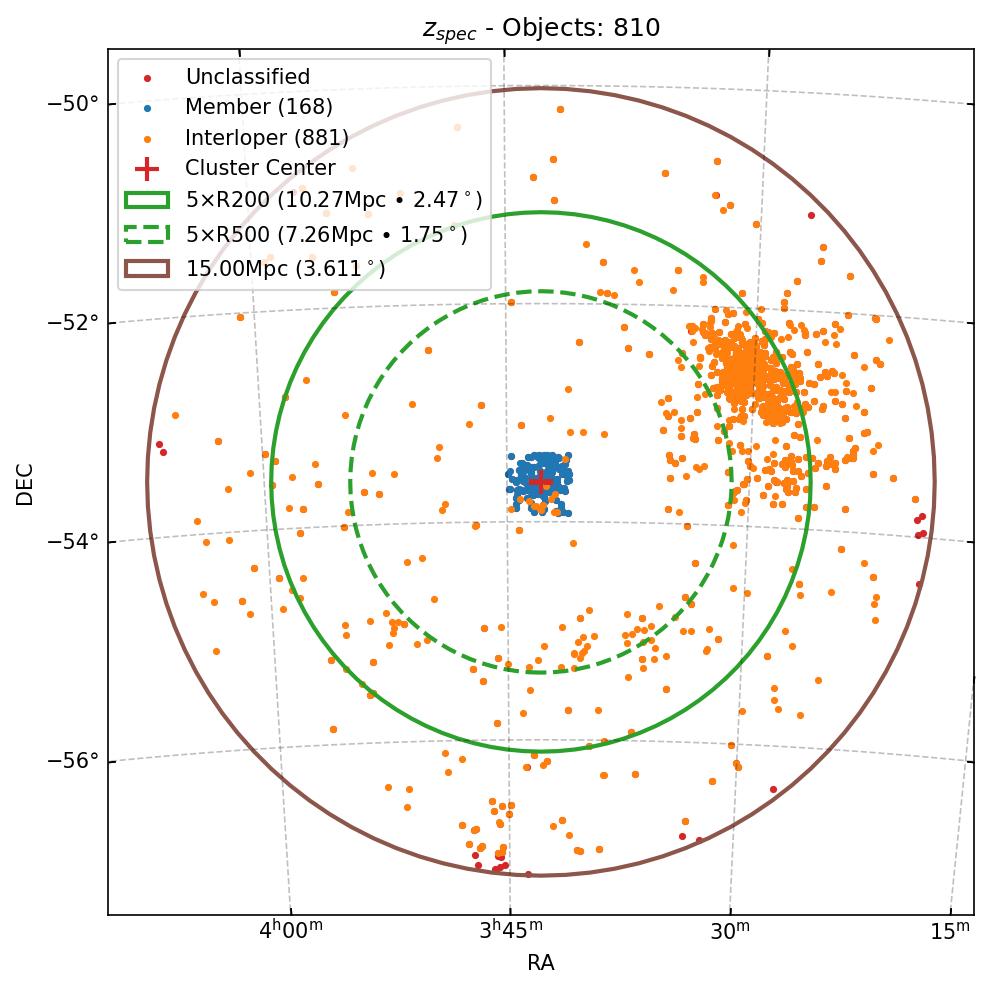 z_spec - Objects: 810
Unclassified
Member (168)
Interloper (881)
Cluster Center
5×R200 (10.27Mpc • 2.47°)
5×R500 (7.26Mpc • 1.75°)
15.00Mpc (3.611°)
−50°
−52°
−54°
−56°
DEC
4h00m
3h45m
30m
15m
RA